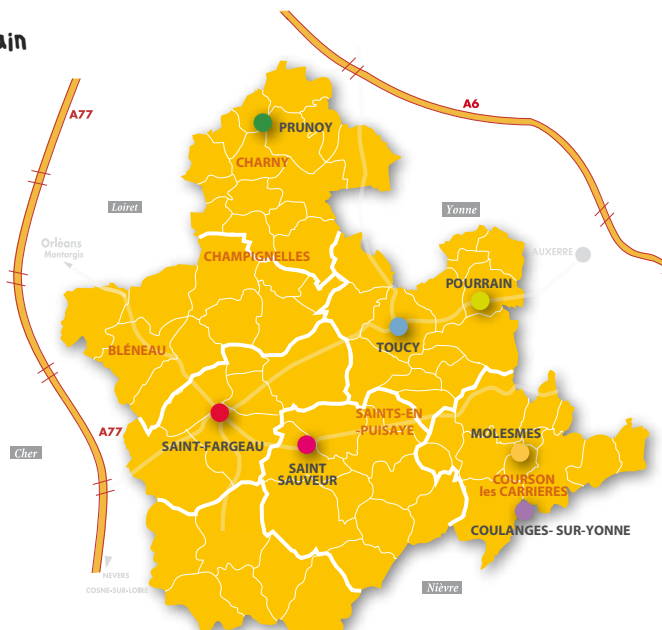 ain
A77
A6
PRUNOY
CHARNY
Loiret
Yonne
Orléans
Montargis
CHAMPIGNELLES
AUXERRE
POURRAIN
BLÉNEAU
TOUCY
SAINTS-EN
-PUISAYE
A77
MOLESMES
SAINT-FARGEAU
Cher
SAINT
SAUVEUR
COURSON
les CARRIERES
COULANGES- SUR-YONNE
NEVERS
COSNE-SUR-LOIRE
Nièvre